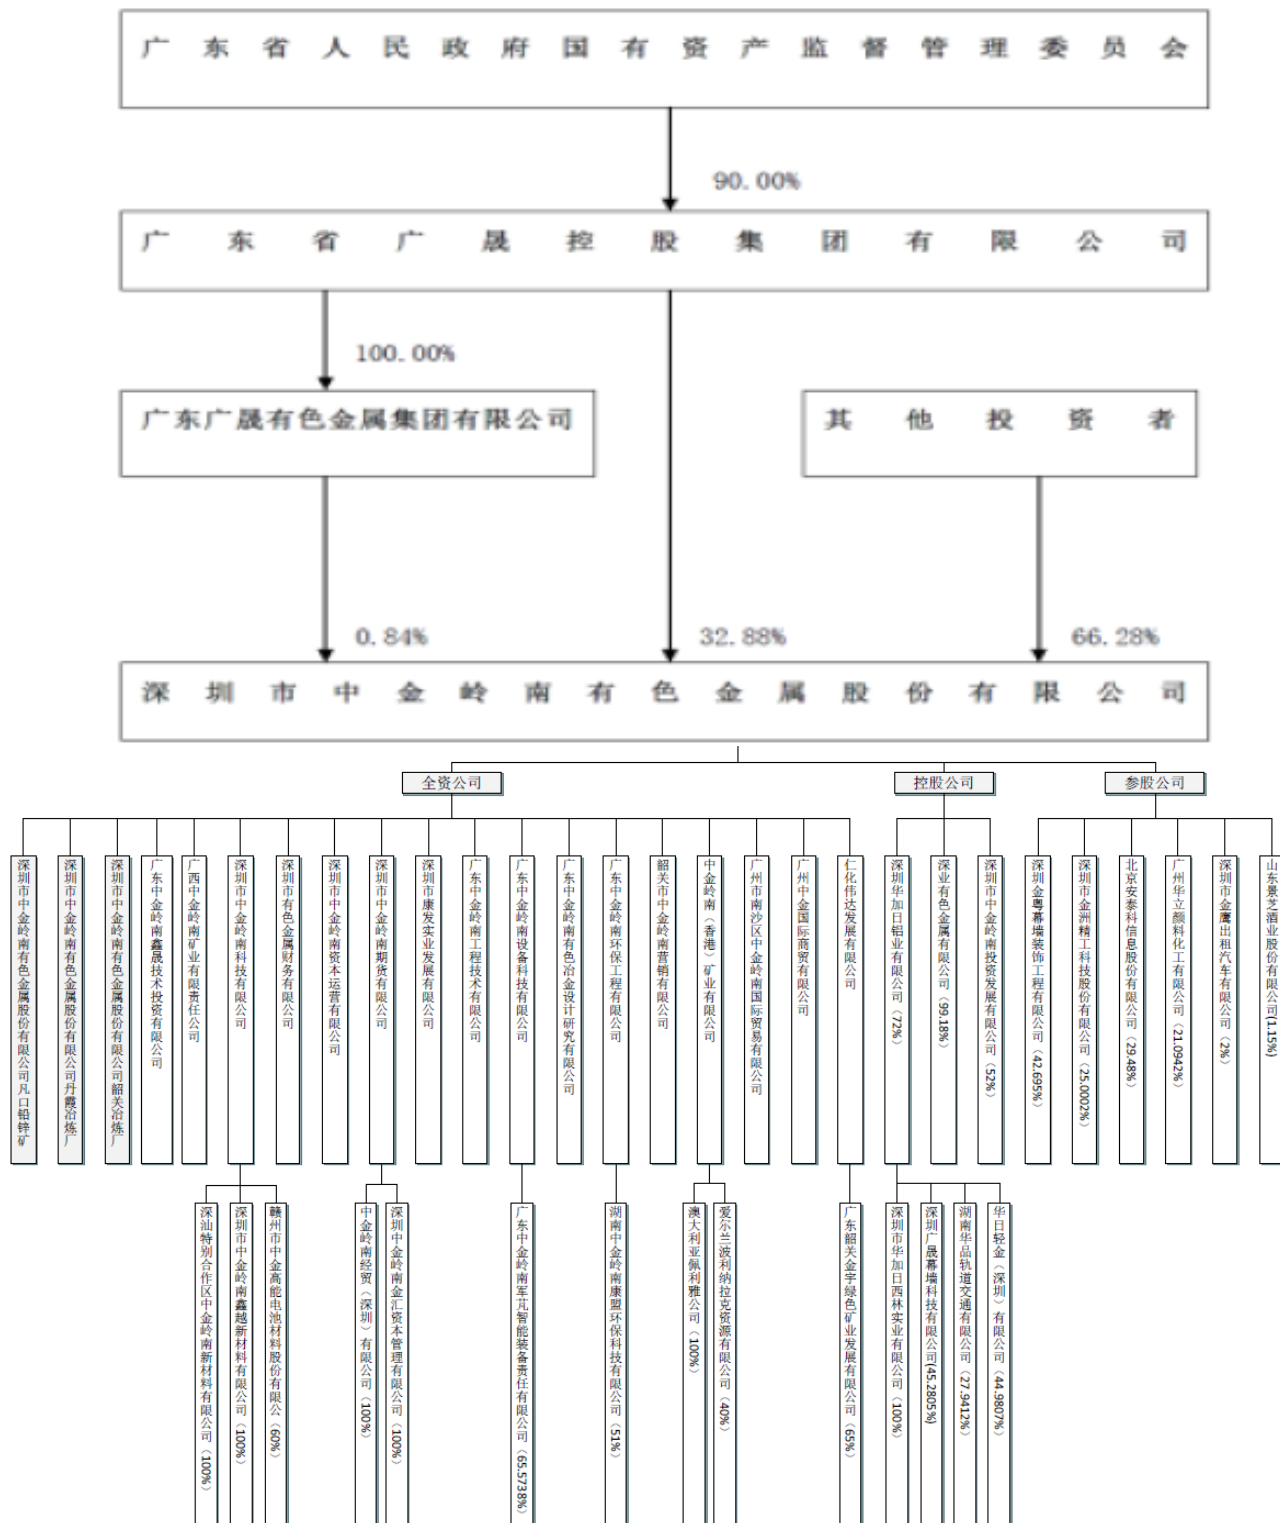 广东省人民政府国有资产监督管理委员会
90.00%
广东省广晟控股集团有限公司
100.00%
广东广晟有色金属集团有限公司
其他投资者
0.84%
32.88%
66.28%
深圳市中金岭南有色金属股份有限公司
全资公司
控股公司
参股公司
深圳市中金岭南有色金属股份有限公司凡口铅锌矿
深圳市中金岭南有色金属股份有限公司丹霞冶炼厂
深圳市中金岭南有色金属股份有限公司韶关冶炼厂
广东中金岭南鑫晟技术投资有限公司
广西中金岭南矿业有限责任公司
深圳市中金岭南科技有限公司
深圳市有色金属财务有限公司
深圳市中金岭南资本运营有限公司
深圳市中金岭南期货有限公司
深圳市康发实业发展有限公司
广东中金岭南工程技术有限公司
广东中金岭南设备科技有限公司
广东中金岭南有色冶金设计研究有限公司
广东中金岭南环保工程有限公司
韶关市中金岭南营销有限公司
中金岭南（香港）矿业有限公司
广州市南沙区中金岭南国际贸易有限公司
广州中金国际商贸有限公司
仁化伟达发展有限公司
深圳华加日铝业有限公司（72%）
深业有色金属有限公司（99.18%）
深圳市中金岭南投资发展有限公司（52%）
深圳金粤幕墙装饰工程有限公司（42.695%）
深圳市金洲精工科技股份有限公司（25.0002%）
北京安泰科信息股份有限公司（29.48%）
广州华立颜料化工有限公司（21.0942%）
深圳市金鹰出租汽车有限公司（2%）
山东景芝酒业股份有限公司(1.15%)
深汕特别合作区中金岭南新材料有限公司（100%）
深圳市中金岭南鑫越新材料有限公司（100%）
赣州市中金高能电池材料股份有限公（60%）
中金岭南经贸（深圳）有限公司（100%）
深圳中金岭南金汇资本管理有限公司（100%）
广东中金岭南军芃智能装备责任有限公司（65.5738%）
湖南中金岭南康盟环保科技有限公司（51%）
澳大利亚佩利雅公司（100%）
爱尔兰波利纳拉克资源有限公司（40%）
广东韶关金宇绿色矿业发展有限公司（65%）
深圳市华加日西林实业有限公司（100%）
深圳广晟幕墙科技有限公司(45.2805%)
湖南华品轨道交通有限公司（27.9412%）
华日轻金（深圳）有限公司（44.9807%）